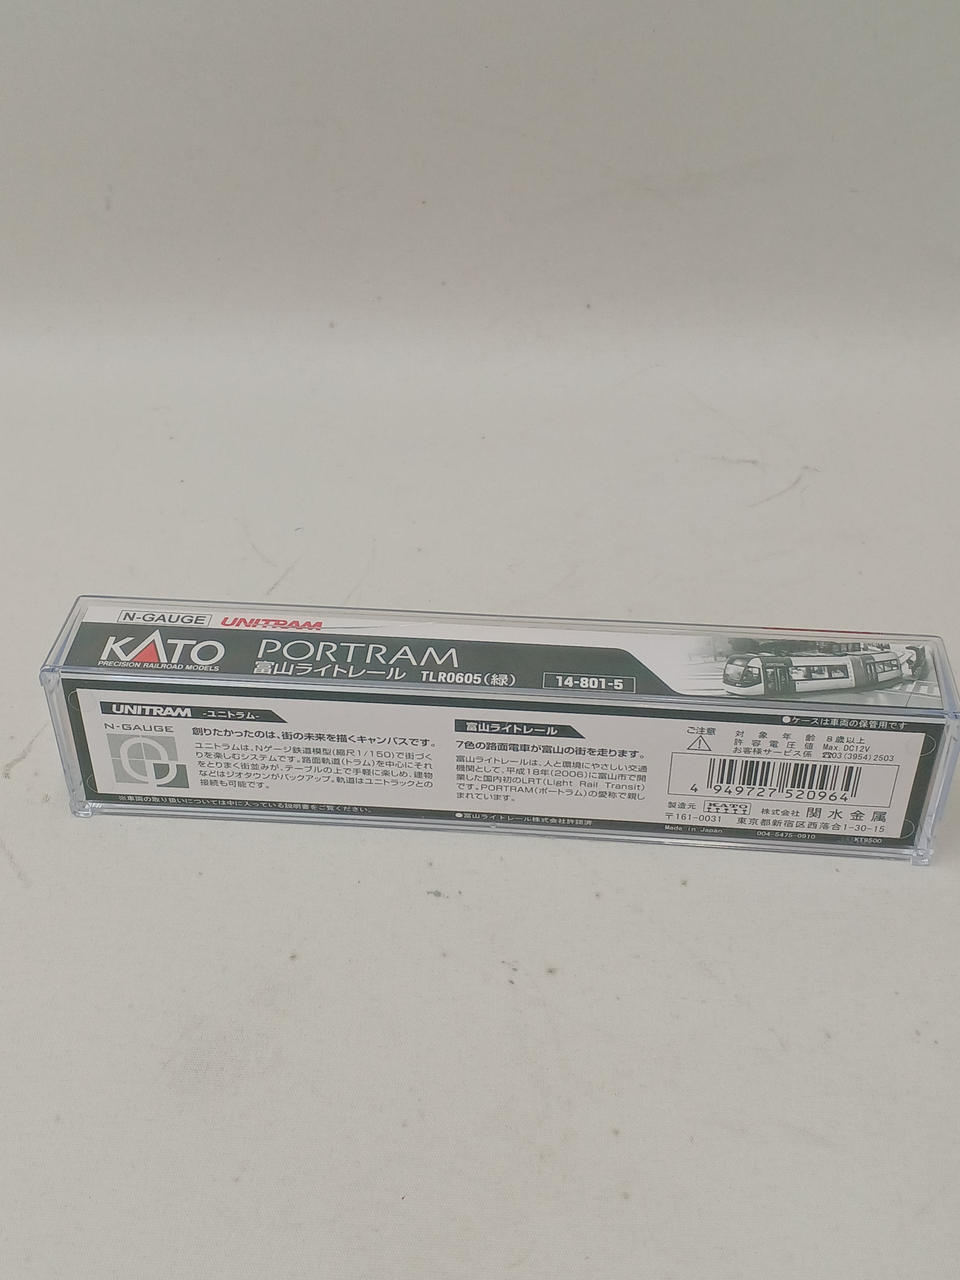 N-GAUGE UNITRAM
KATO PORTRAM
PRECISION RAILROAD MODELS 富山ライトレール TLR0605(緑) 14-801-5
●ケースは車両の保管用です
UNITRAM -ユニトラム-
N-GAUGE
創りたかったのは、街の未来を描くキャンバスです。
ユニトラムは、Nゲージ鉄道模型(縮尺1/150)で街づく
りを楽しむシステムです。路面軌道(トラム)を中心にそれ
をとりまく街並みが、テーブルの上で手軽に楽しめ、建物
などはジオタウンがバックアップ。軌道はユニトラックとの
接続も可能です。
※車両の取り扱いについては中に入っている説明書をご覧ください。
富山ライトレール
7色の路面電車が富山の街を走ります。
富山ライトレールは、人と環境にやさしい交通
機関として、平成18年(2006)に富山市で開
業した国内初のLRT(Light Rail Transit)
です。PORTRAM(ポートラム)の愛称で親し
まれています。
●富山ライトレール株式会社許諾済
ご注意
対象年齢 8歳以上
許容電圧値 Max. DC12V
お客様サービス係 ☎03(3954)2503
4 949727 520964
製造元 KATO 株式会社 関水金属
〒161-0031 東京都新宿区西落合1-30-15
Made in Japan 004-5475-0910 KT9500